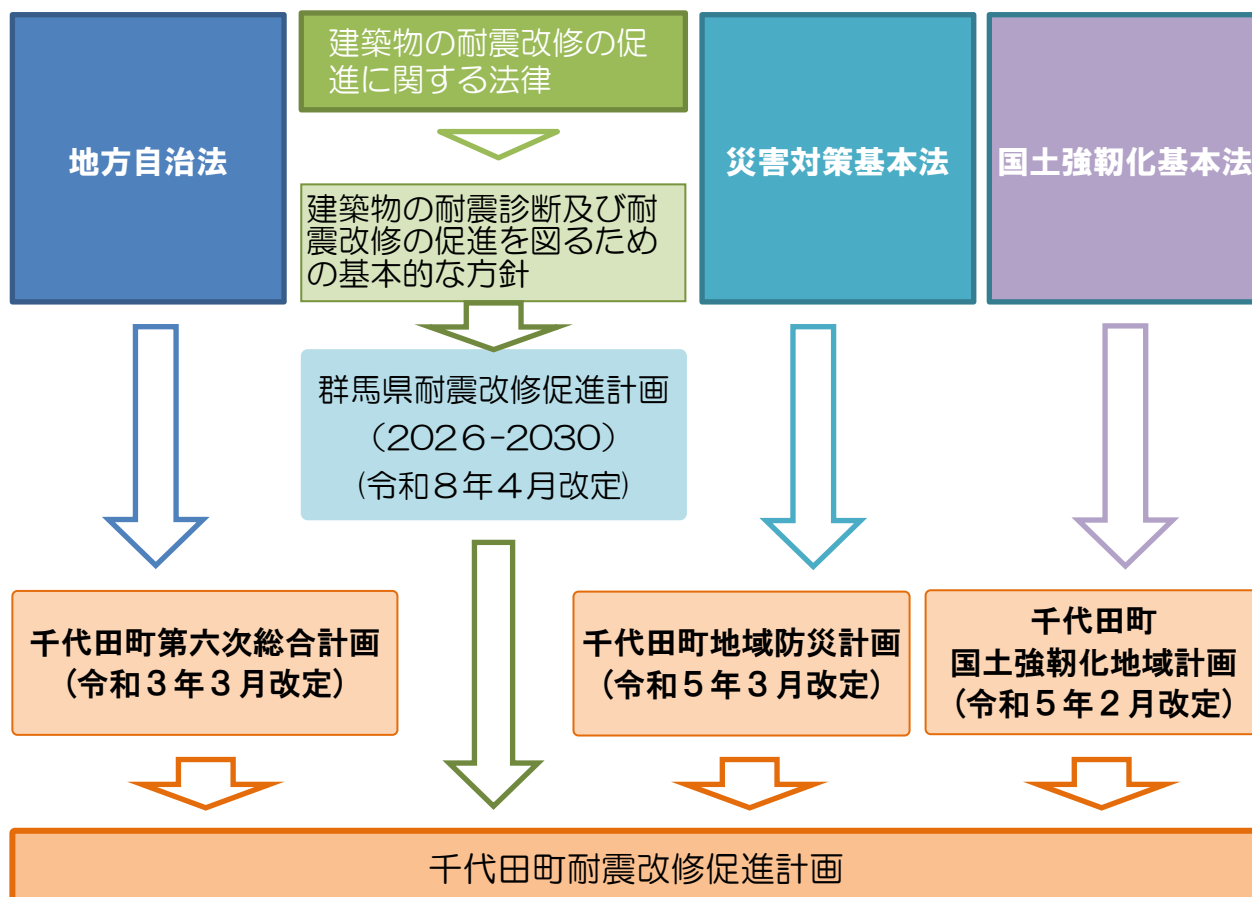 地方自治法
建築物の耐震改修の促
進に関する法律
建築物の耐震診断及び耐
震改修の促進を図るため
の基本的な方針
群馬県耐震改修促進計画
（２０２６-２０３０）
(令和８年４月改定)
災害対策基本法
国土強靭化基本法
千代田町第六次総合計画
(令和３年３月改定)
千代田町地域防災計画
(令和５年３月改定)
千代田町
国土強靭化地域計画
(令和５年２月改定)
千代田町耐震改修促進計画